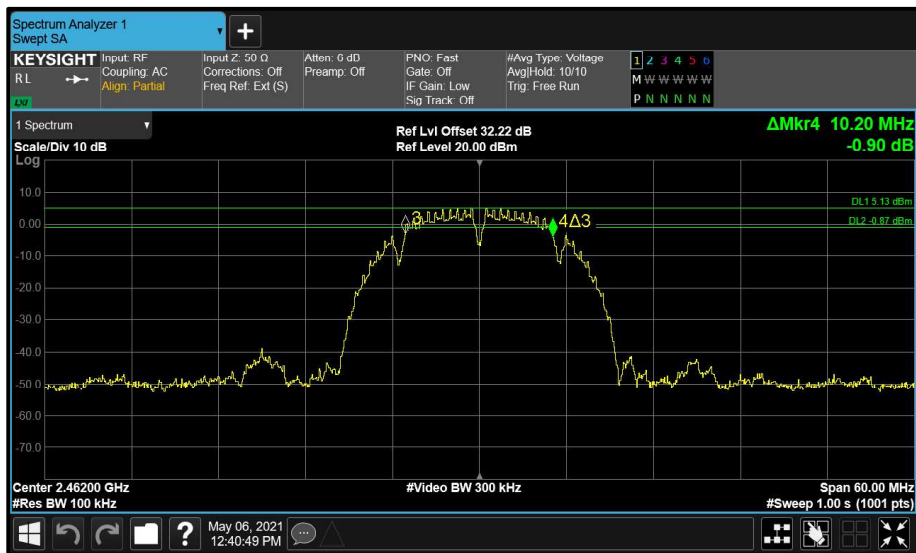 Spectrum Analyzer 1
Swept SA
+
KEYSIGHT
RL
LXI
Input: RF
Coupling: AC
Align: Partial
Input Z: 50 Ω
Corrections: Off
Freq Ref: Ext (S)
Atten: 6 dB
Preamp: Off
PNO: Fast
Gate: Off
IF Gain: Low
Sig Track: Off
#Avg Type: Voltage
Avg|Hold: 10/10
Trig: Free Run
1 2 3 4 5 6
M W W W W W
P N N N N N
1 Spectrum
Scale/Div 10 dB
Log
Ref Lvl Offset 32.22 dB
Ref Level 20.00 dBm
ΔMkr4 10.20 MHz
-0.90 dB
10.0
0.00
-10.0
-20.0
-30.0
-40.0
-50.0
-60.0
-70.0
DL1 5.13 dBm
DL2 -0.87 dBm
3
4Δ3
Center 2.46200 GHz
#Res BW 100 kHz
#Video BW 300 kHz
Span 60.00 MHz
#Sweep 1.00 s (1001 pts)
?
May 06, 2021
12:40:49 PM